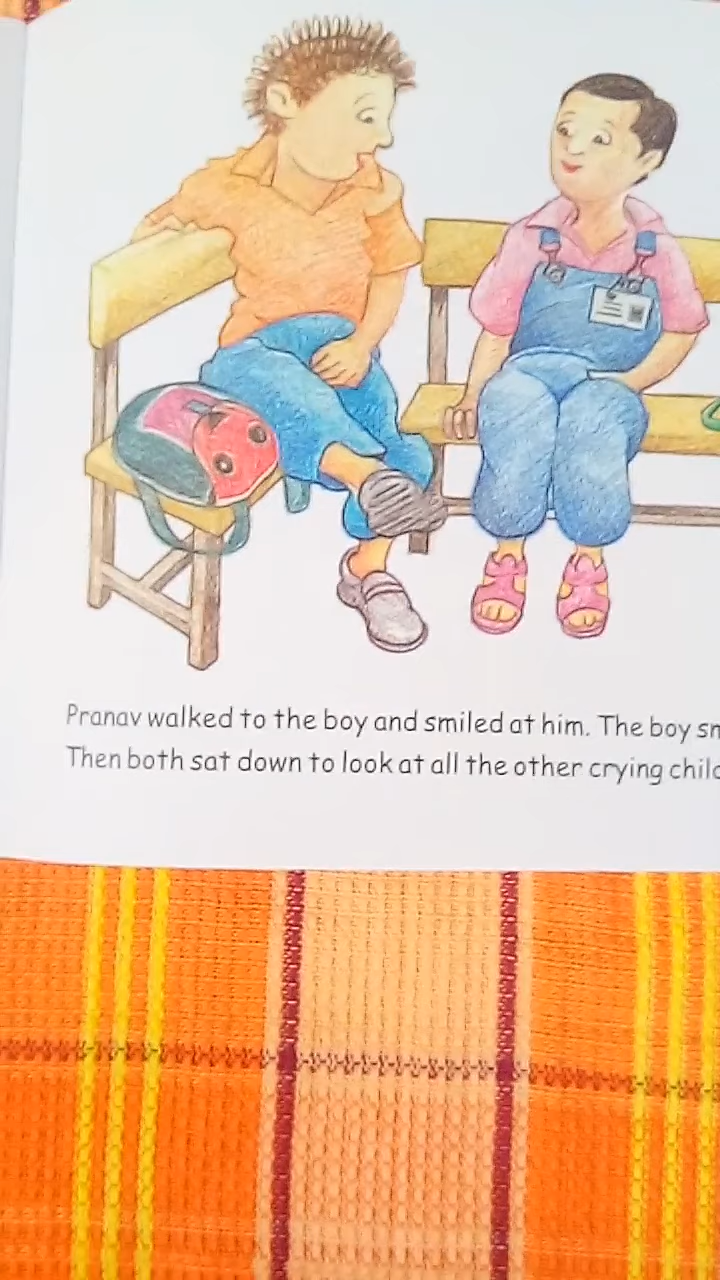 Pranav walked to the boy and smiled at him. The boy
Then both sat down to look at all the other crying